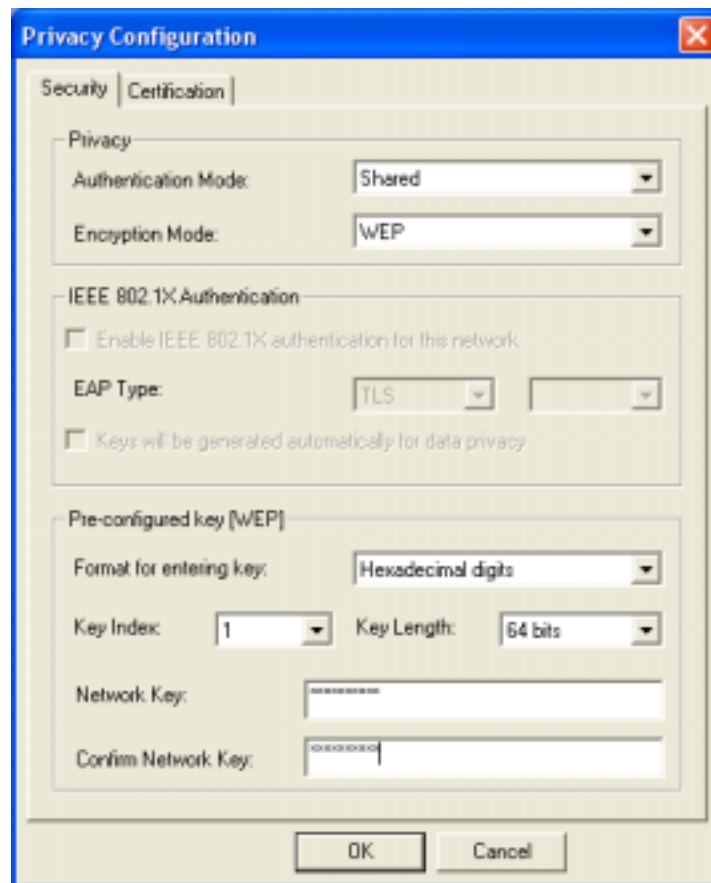 Privacy Configuration
Security Certification
Privacy
Authentication Mode: Shared
Encryption Mode: WEP
IEEE 802.1X Authentication
Enable IEEE 802.1X authentication for this network
EAP Type: TLS
Keys will be generated automatically for data privacy
Pre-configured key (WEP)
Format for entering key: Hexadecimal digits
Key Index: 1 Key Length: 64 bits
Network Key:
Confirm Network Key:
OK Cancel